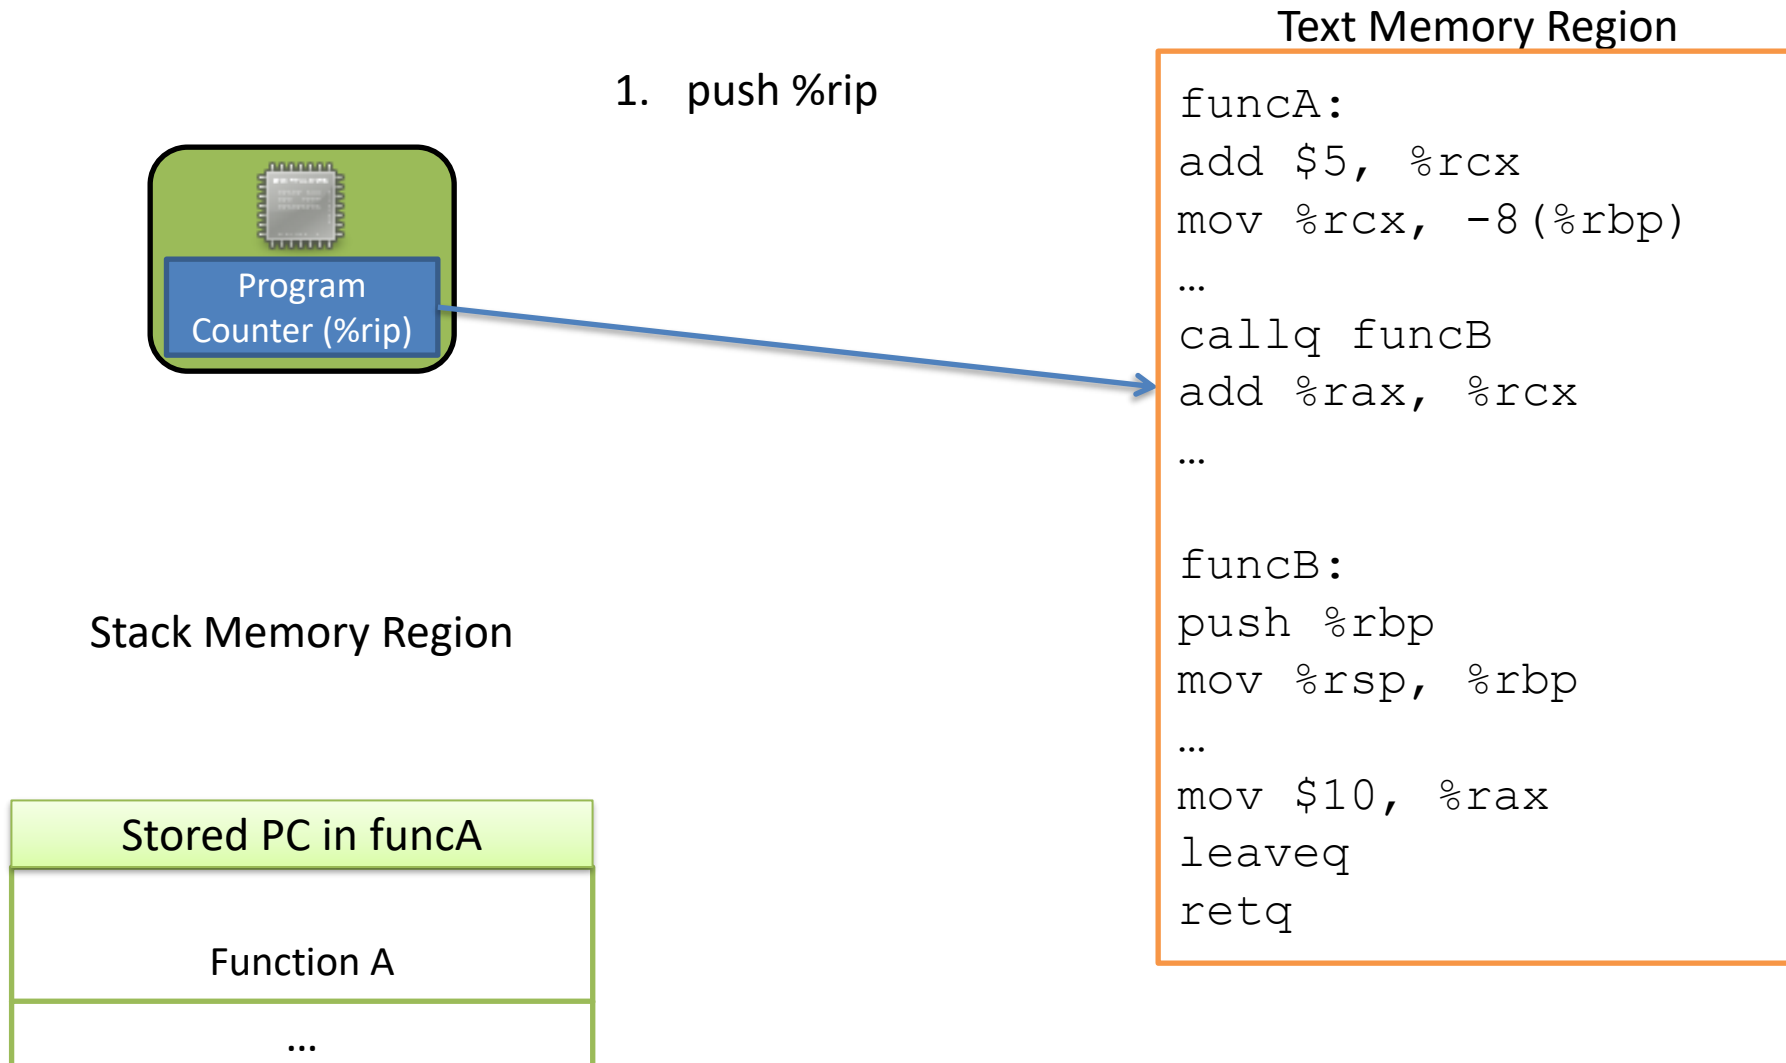 Text Memory Region
1. push %rip
Program
Counter (%rip)
funcA:
add $5, %rcx
mov %rcx, -8(%rbp)
…
callq funcB
add %rax, %rcx
…
funcB:
push %rbp
mov %rsp, %rbp
…
mov $10, %rax
leaveq
retq
Stack Memory Region
Stored PC in funcA
Function A
…